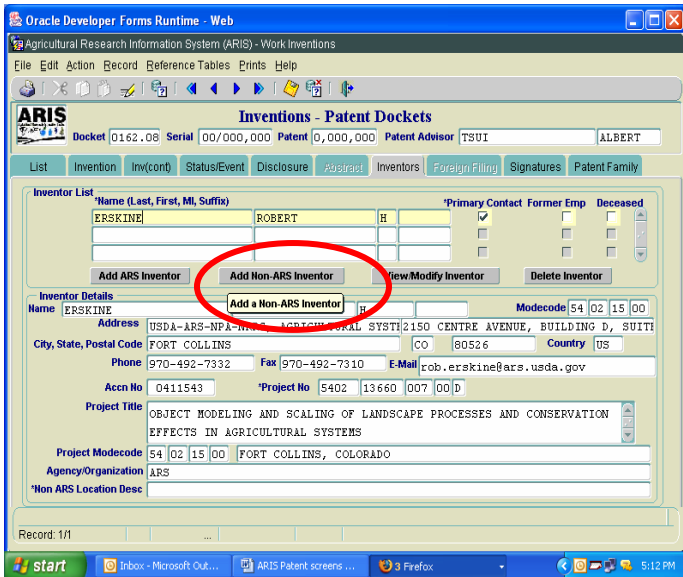 Oracle Developer Forms Runtime - Web
Agricultural Research Information System (ARIS) - Work Inventions
File Edit Action Record Reference Tables Prints Help
ARIS
Inventions - Patent Dockets
Docket 0162.08 Serial 00/000,000 Patent 0,000,000 Patent Advisor TSUI ALBERT
List Invention Inv(cont) Status/Event Disclosure Abstract Inventors Foreign Filing Signatures Patent Family
Inventor List
*Name (Last, First, MI, Suffix) *Primary Contact Former Emp Deceased
ERSKINE ROBERT H
Add ARS Inventor Add Non-ARS Inventor View/Modify Inventor Delete Inventor
Add a Non-ARS Inventor
Inventor Details
Name ERSKINE H Modecode 54 02 15 00
Address USDA-ARS-NPA- AGRICULTURAL SYST 2150 CENTRE AVENUE, BUILDING D, SUIT
City, State, Postal Code FORT COLLINS CO 80526 Country US
Phone 970-492-7332 Fax 970-492-7310 E-Mail rob.erskine@ars.usda.gov
Accn No 0411543 *Project No 5402 13660 007 00 D
Project Title OBJECT MODELING AND SCALING OF LANDSCAPE PROCESSES AND CONSERVATION
EFFECTS IN AGRICULTURAL SYSTEMS
Project Modecode 54 02 15 00 FORT COLLINS, COLORADO
Agency/Organization ARS
*Non ARS Location Desc
Record: 1/1 ...
start Inbox - Microsoft Out... ARIS Patent screens ... 3 Firefox 5:12 PM